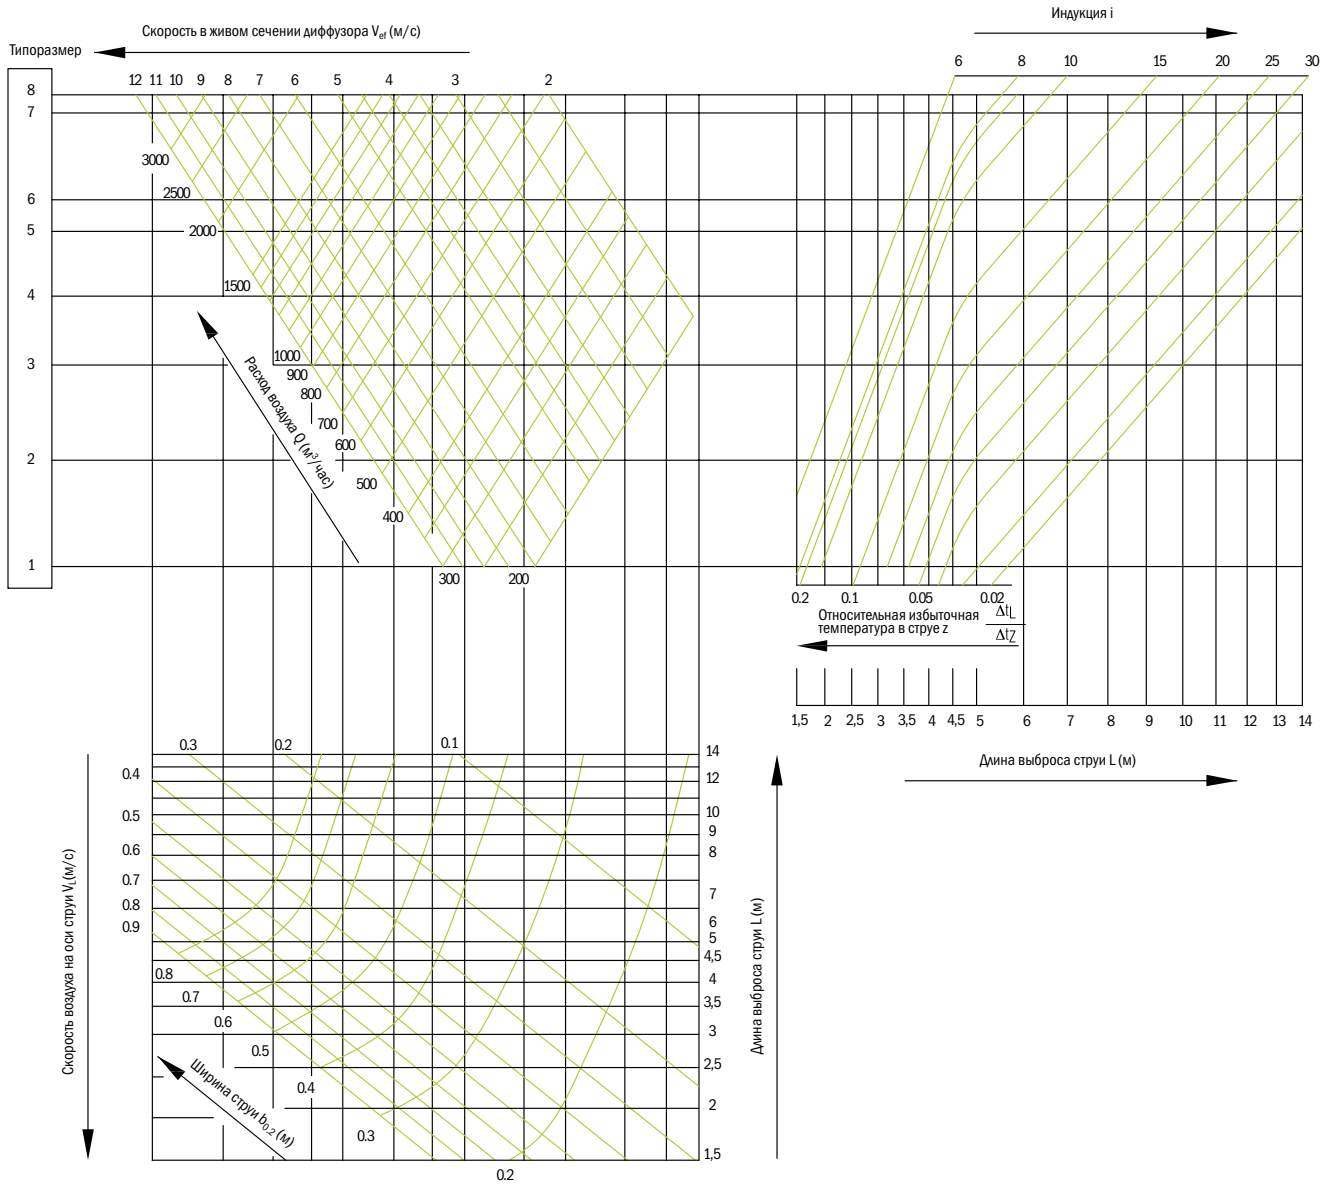 Индукция i
Скорость в живом сечении диффузора Vef (м/с)
Типоразмер
6 8 10 15 20 25 30
12 11 10 9 8 7 6 5 4 3 2
8
7
6
5
4
3
2
1
3000
2500
2000
1500
1000
900
800
700
600
500
400
300
200
Расход воздуха Q (м³/час)
0.2 0.1 0.05 0.02
Относительная избыточная
температура в струе z
ΔtL
ΔtZ
1,5 2 2,5 3 3,5 4 4,5 5 6 7 8 9 10 11 12 13 14
Длина выброса струи L (м)
0.3 0.2 0.1
0.4
0.5
0.6
0.7
0.8
0.9
14
12
10
9
8
7
6
5
4,5
4
3,5
3
2,5
2
1,5
0.8
0.7
0.6
0.5
0.4
0.3
0.2
Скорость воздуха на оси струи VL(м/с)
Ширина струи b0.2 (м)
Длина выброса струи L (м)